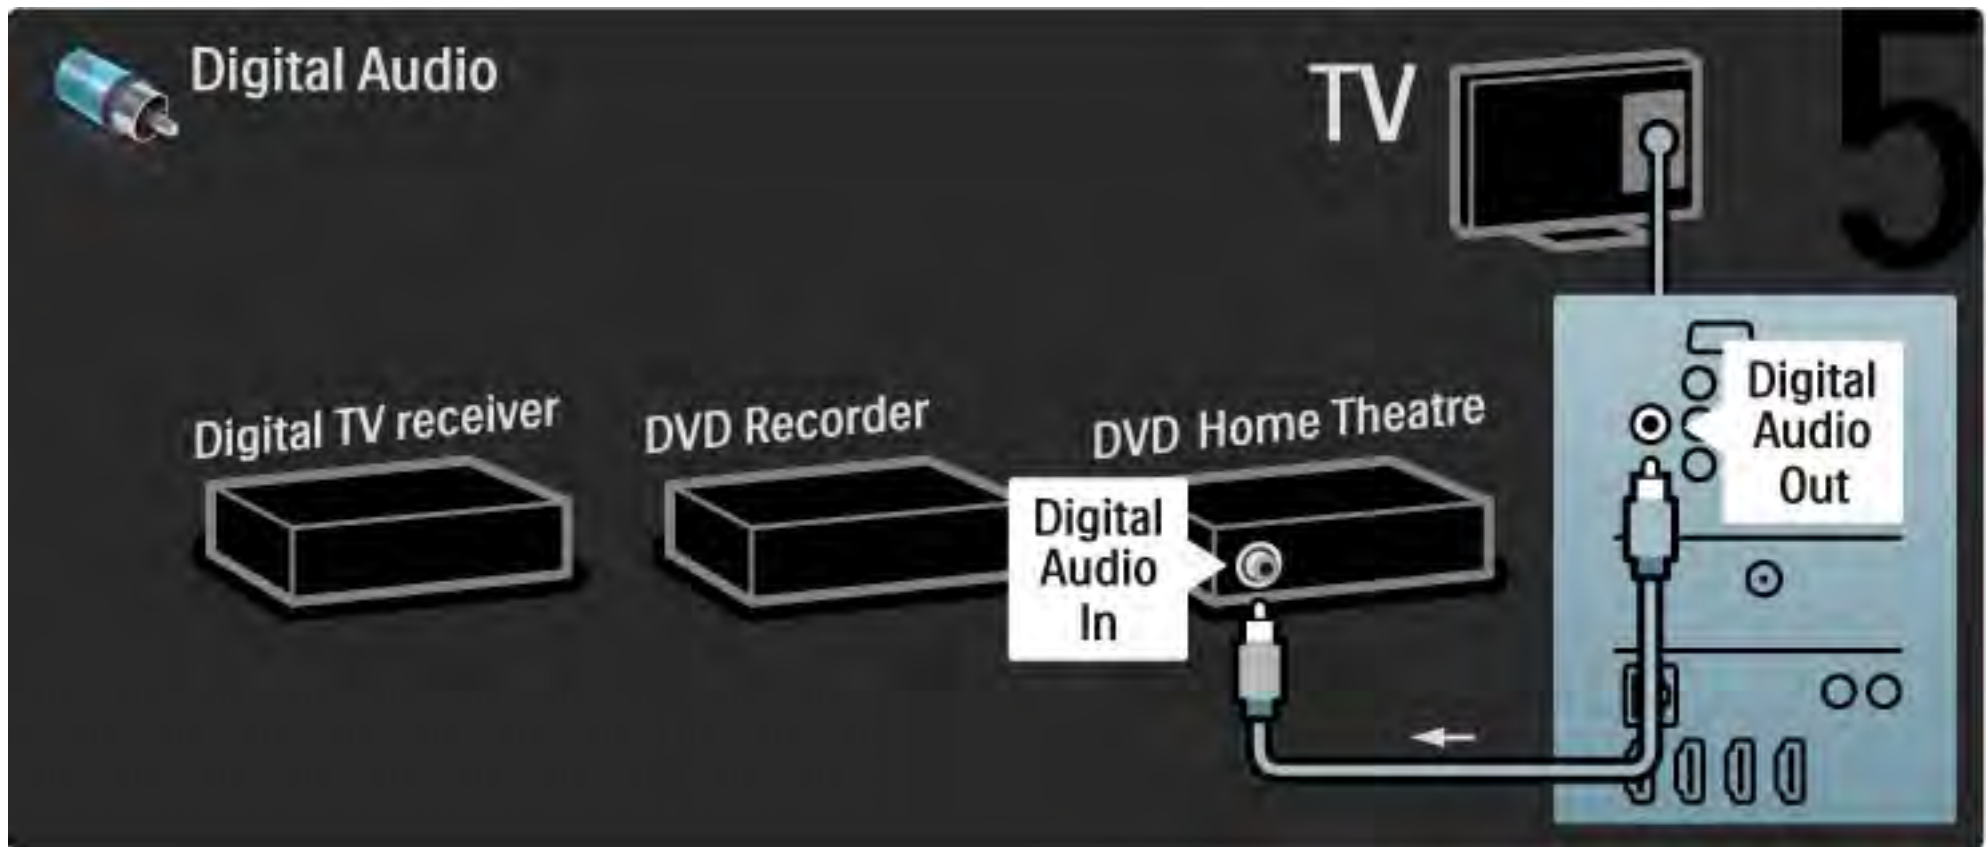 Digital Audio
TV
5
Digital TV receiver
DVD Recorder
DVD Home Theatre
Digital
Audio
Out
Digital
Audio
In